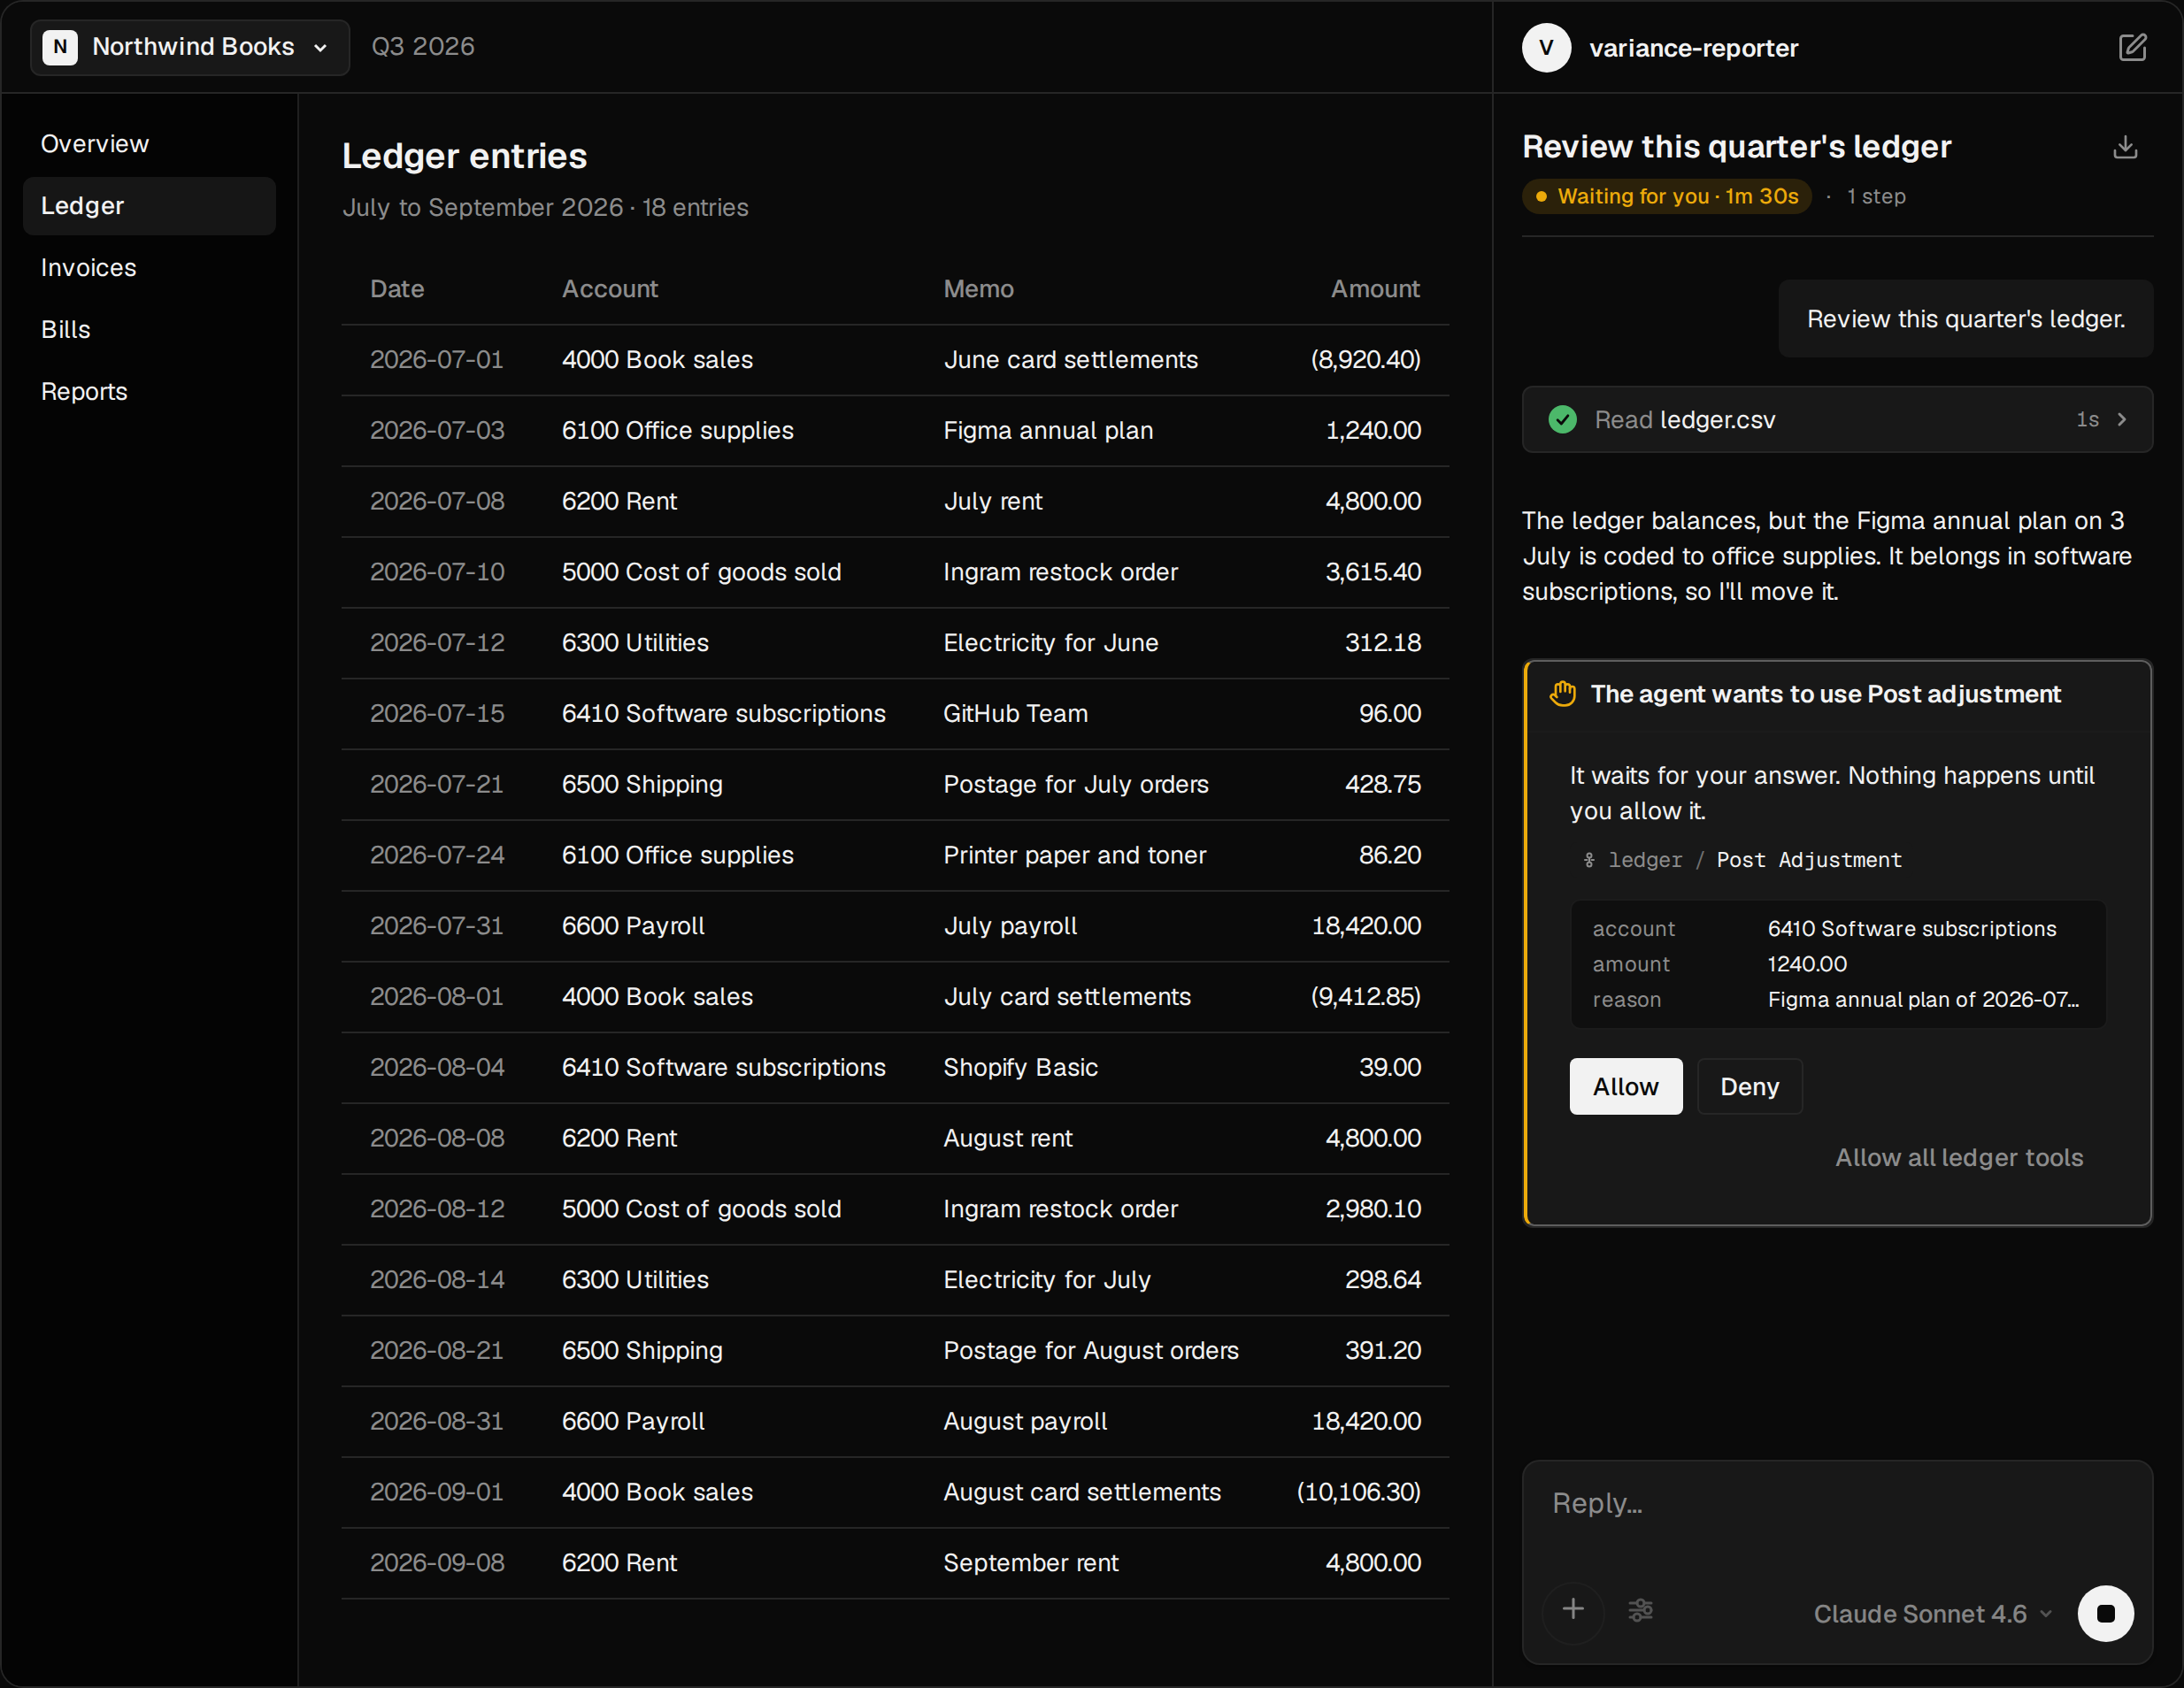 N Northwind Books Q3 2026
Overview
Ledger
Invoices
Bills
Reports
Ledger entries
July to September 2026 · 18 entries
Date Account Memo Amount
2026-07-01 4000 Book sales June card settlements (8,920.40)
2026-07-03 6100 Office supplies Figma annual plan 1,240.00
2026-07-08 6200 Rent July rent 4,800.00
2026-07-10 5000 Cost of goods sold Ingram restock order 3,615.40
2026-07-12 6300 Utilities Electricity for June 312.18
2026-07-15 6410 Software subscriptions GitHub Team 96.00
2026-07-21 6500 Shipping Postage for July orders 428.75
2026-07-24 6100 Office supplies Printer paper and toner 86.20
2026-07-31 6600 Payroll July payroll 18,420.00
2026-08-01 4000 Book sales July card settlements (9,412.85)
2026-08-04 6410 Software subscriptions Shopify Basic 39.00
2026-08-08 6200 Rent August rent 4,800.00
2026-08-12 5000 Cost of goods sold Ingram restock order 2,980.10
2026-08-14 6300 Utilities Electricity for July 298.64
2026-08-21 6500 Shipping Postage for August orders 391.20
2026-08-31 6600 Payroll August payroll 18,420.00
2026-09-01 4000 Book sales August card settlements (10,106.30)
2026-09-08 6200 Rent September rent 4,800.00
V variance-reporter
Review this quarter's ledger
Waiting for you · 1m 30s · 1 step
Review this quarter's ledger.
Read ledger.csv 1s
The ledger balances, but the Figma annual plan on 3
July is coded to office supplies. It belongs in software
subscriptions, so I'll move it.
The agent wants to use Post adjustment
It waits for your answer. Nothing happens until
you allow it.
ledger / Post Adjustment
account 6410 Software subscriptions
amount 1240.00
reason Figma annual plan of 2026-07...
Allow Deny
Allow all ledger tools
Reply...
Claude Sonnet 4.6